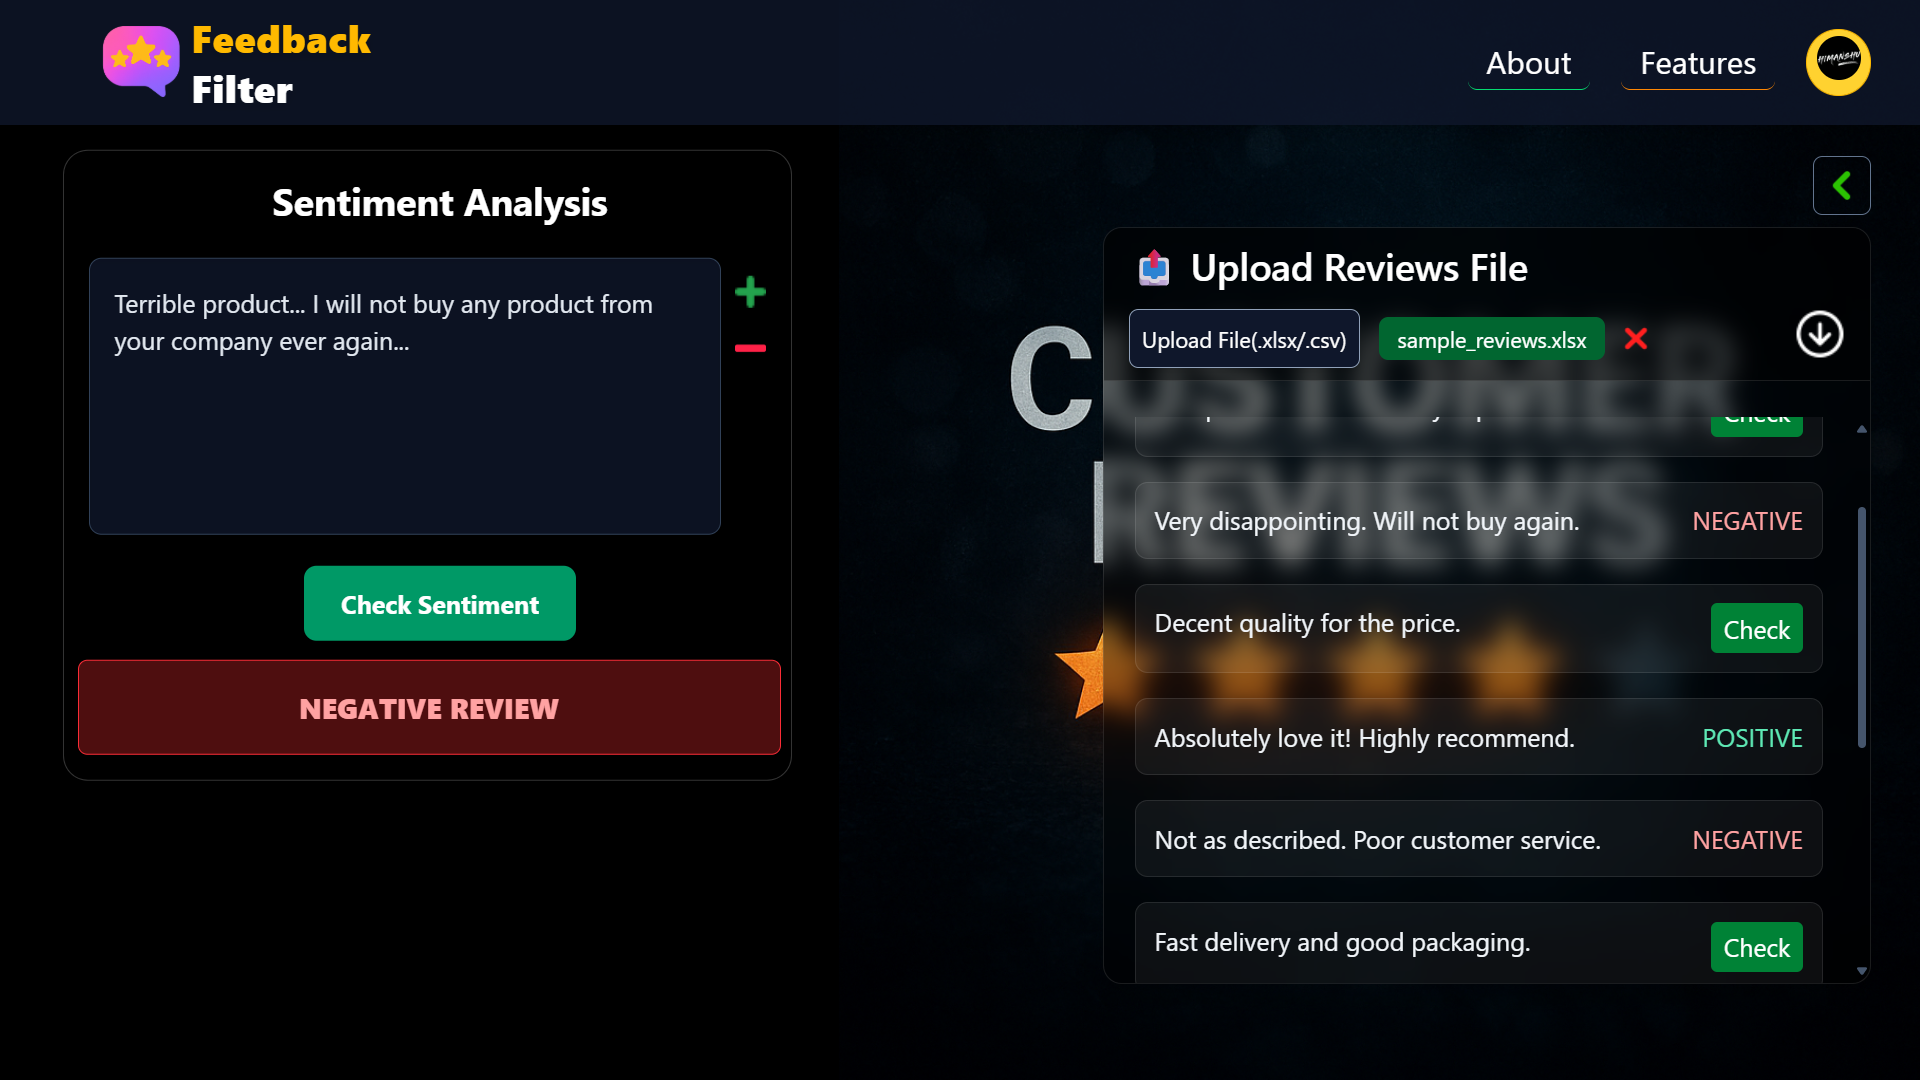 Feedback
Filter
About
Features
HIMANSHU
Sentiment Analysis
Terrible product... I will not buy any product from
your company ever again...
Check Sentiment
NEGATIVE REVIEW
CUSTOMER
REVIEWS
Upload Reviews File
Upload File(.xlsx/.csv)
sample_reviews.xlsx
Check
Very disappointing. Will not buy again.
NEGATIVE
Decent quality for the price.
Check
Absolutely love it! Highly recommend.
POSITIVE
Not as described. Poor customer service.
NEGATIVE
Fast delivery and good packaging.
Check